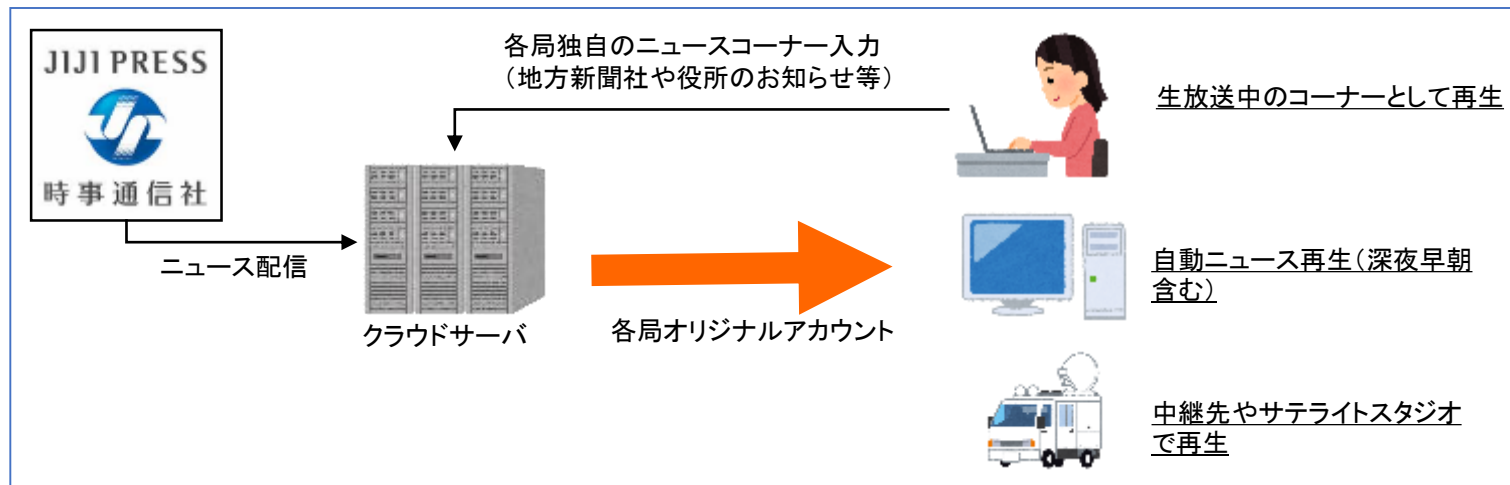 JIJI PRESS
時事通信社
ニュース配信
各局独自のニュースコーナー入力
（地方新聞社や役所のお知らせ等）
クラウドサーバ
各局オリジナルアカウント
生放送中のコーナーとして再生
自動ニュース再生（深夜早朝
含む）
中継先やサテライトスタジオ
で再生